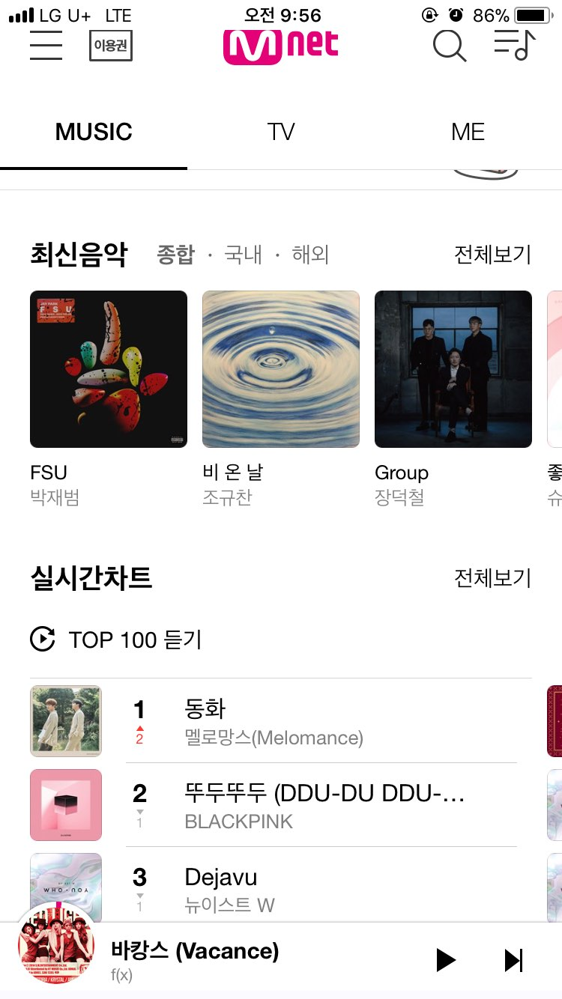 LG U+ LTE 오전 9:56 86%
이용권 Mnet
MUSIC TV ME
최신음악 종합 · 국내 · 해외 전체보기
JAY PARK
FSU
FSU 비 온 날 Group 좋
박재범 조규찬 장덕철 슈
실시간차트 전체보기
TOP 100 듣기
1 동화
2 멜로망스(Melomance)
2 뚜두뚜두 (DDU-DU DDU-…
1 BLACKPINK
WHO, YOU
3 Dejavu
1 뉴이스트 W
바캉스 (Vacance)
f(x)